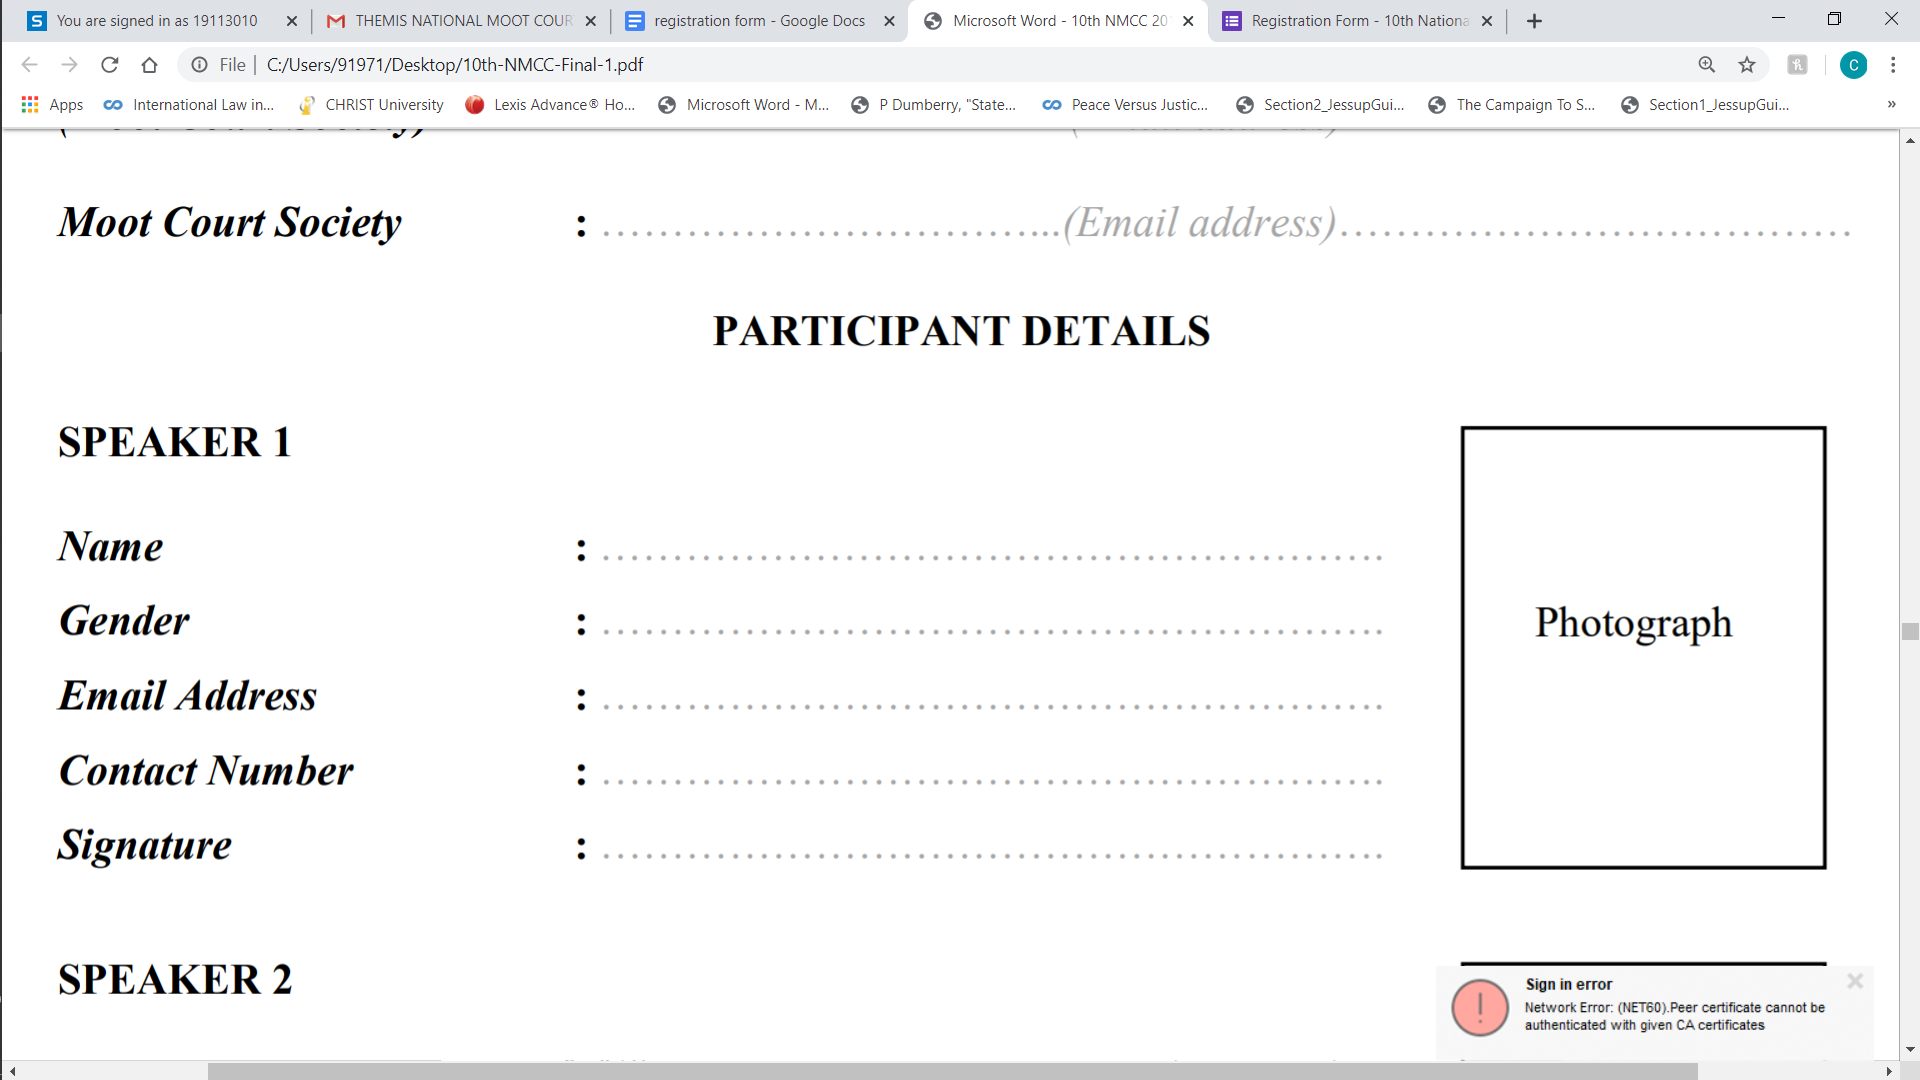 You are signed in as 19113010
THEMIS NATIONAL MOOT COUR
registration form - Google Docs
Microsoft Word - 10th NMCC 20
Registration Form - 10th Nationa
File
C:/Users/91971/Desktop/10th-NMCC-Final-1.pdf
C
Apps
International Law in...
CHRIST University
Lexis Advance® Ho...
Microsoft Word - M...
P Dumberry, "State...
Peace Versus Justic...
Section2_JessupGui...
The Campaign To S...
Section1_JessupGui...
»
Moot Court Society : ……………………………..(Email address)………………………………
PARTICIPANT DETAILS
SPEAKER 1
Name : ………………………………………………
Gender : ………………………………………………
Email Address : ………………………………………………
Contact Number : ………………………………………………
Signature : ………………………………………………
Photograph
SPEAKER 2
Sign in error
Network Error: (NET60).Peer certificate cannot be
authenticated with given CA certificates